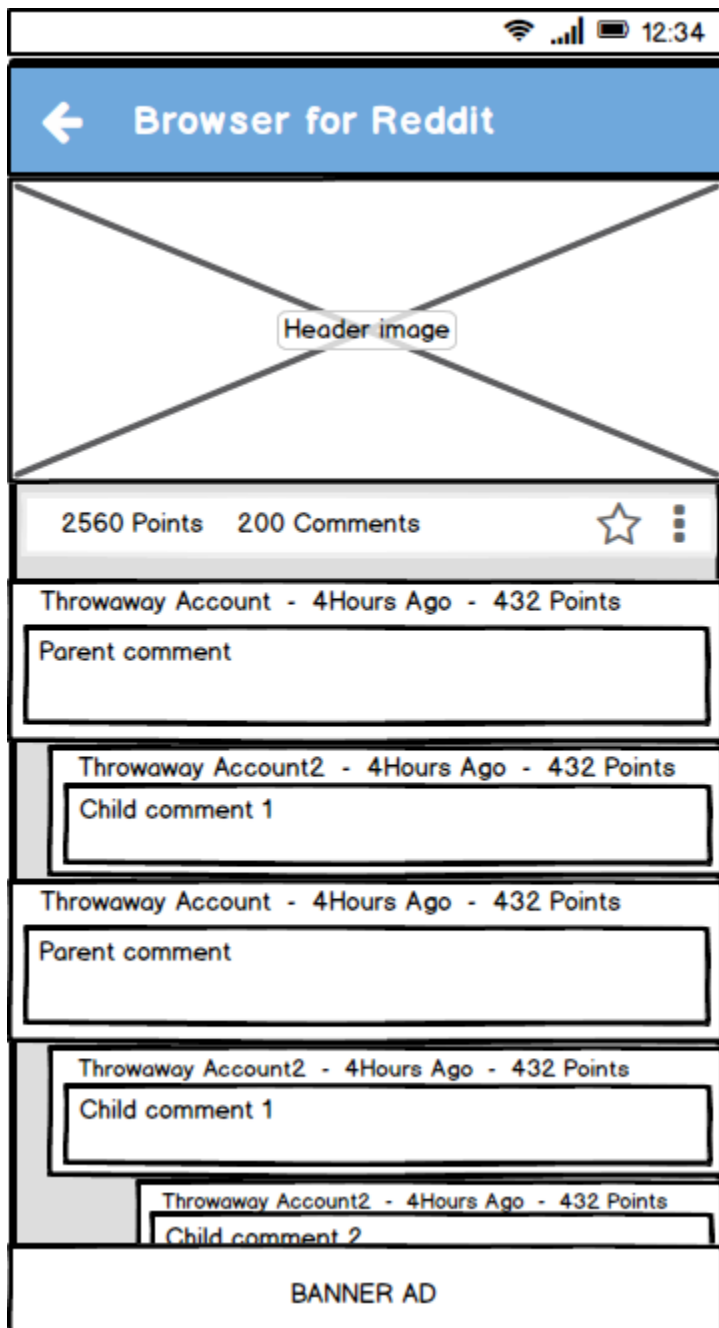 12:34
Browser for Reddit
Header image
2560 Points 200 Comments
Throwaway Account - 4Hours Ago - 432 Points
Parent comment
Throwaway Account2 - 4Hours Ago - 432 Points
Child comment 1
Throwaway Account - 4Hours Ago - 432 Points
Parent comment
Throwaway Account2 - 4Hours Ago - 432 Points
Child comment 1
Throwaway Account2 - 4Hours Ago - 432 Points
Child comment 2
BANNER AD